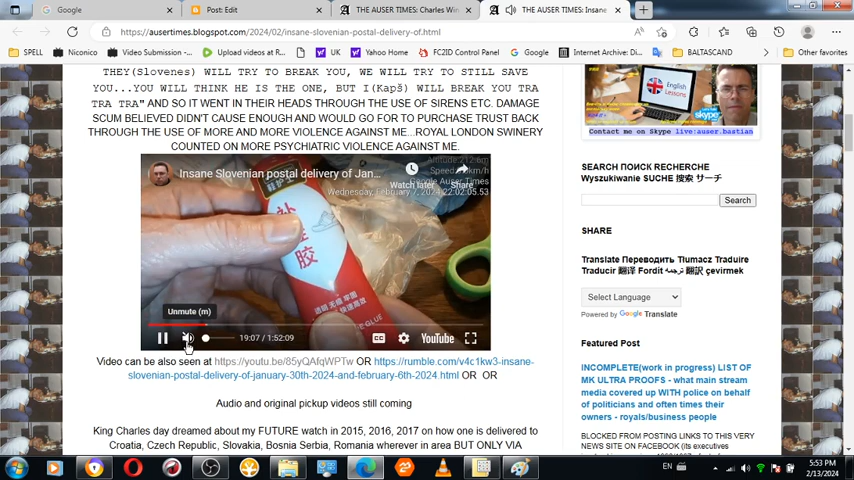 Google
Post: Edit
THE AUSER TIMES: Charles Win
THE AUSER TIMES: Insane
https://ausertimes.blogspot.com/2024/02/insane-slovenian-postal-delivery-of.html
SPELL
Niconico
Video Submission -...
Upload videos at R...
UK
Yahoo Home
FC2ID Control Panel
Google
Internet Archive: Di...
BALTASCAND
Other favorites
THEY(Slovenes) WILL TRY TO BREAK YOU, WE WILL TRY TO STILL SAVE
YOU...YOU WILL THINK HE IS THE ONE, BUT I(Kapš) WILL BREAK YOU TRA
TRA TRA" AND SO IT WENT IN THEIR HEADS THROUGH THE USE OF SIRENS ETC. DAMAGE
SCUM BELIEVED DIDN'T CAUSE ENOUGH AND WOULD GO FOR TO PURCHASE TRUST BACK
THROUGH THE USE OF MORE AND MORE VIOLENCE AGAINST ME...ROYAL LONDON SWINERY
COUNTED ON MORE PSYCHIATRIC VIOLENCE AGAINST ME.
Insane Slovenian postal delivery of Jan...
Watch later
Share
Google Auser Times
Wednesday, February 7, 2024 22:02:05.53
补鞋胶
GLUE
Unmute (m)
19:07 / 1:52:09
CC
YouTube
Video can be also seen at https://youtu.be/85yQAfqWPTw OR https://rumble.com/v4c1kw3-insane-
slovenian-postal-delivery-of-january-30th-2024-and-february-6th-2024.html OR OR
Audio and original pickup videos still coming
King Charles day dreamed about my FUTURE watch in 2015, 2016, 2017 on how one is delivered to
Croatia, Czech Republic, Slovakia, Bosnia Serbia, Romania wherever in area BUT ONLY VIA
English
Lessons
skype
Contact me on Skype live:auser.bastian
SEARCH ПОИСК RECHERCHE
Wyszukiwanie SUCHE 搜索 サーチ
Search
SHARE
Translate Переводить Tłumacz Traduire
Traducir 翻译 Fordít ترجمه 翻訳 çevirmek
Select Language
Powered by Google Translate
Featured Post
INCOMPLETE(work in progress) LIST OF
MK ULTRA PROOFS - what main stream
media covered up WITH police on behalf
of politicians and often times their
owners - royals/business people
BLOCKED FROM POSTING LINKS TO THIS VERY
NEWS SITE ON FACEBOOK (its executives
EN
5:53 PM
2/13/2024